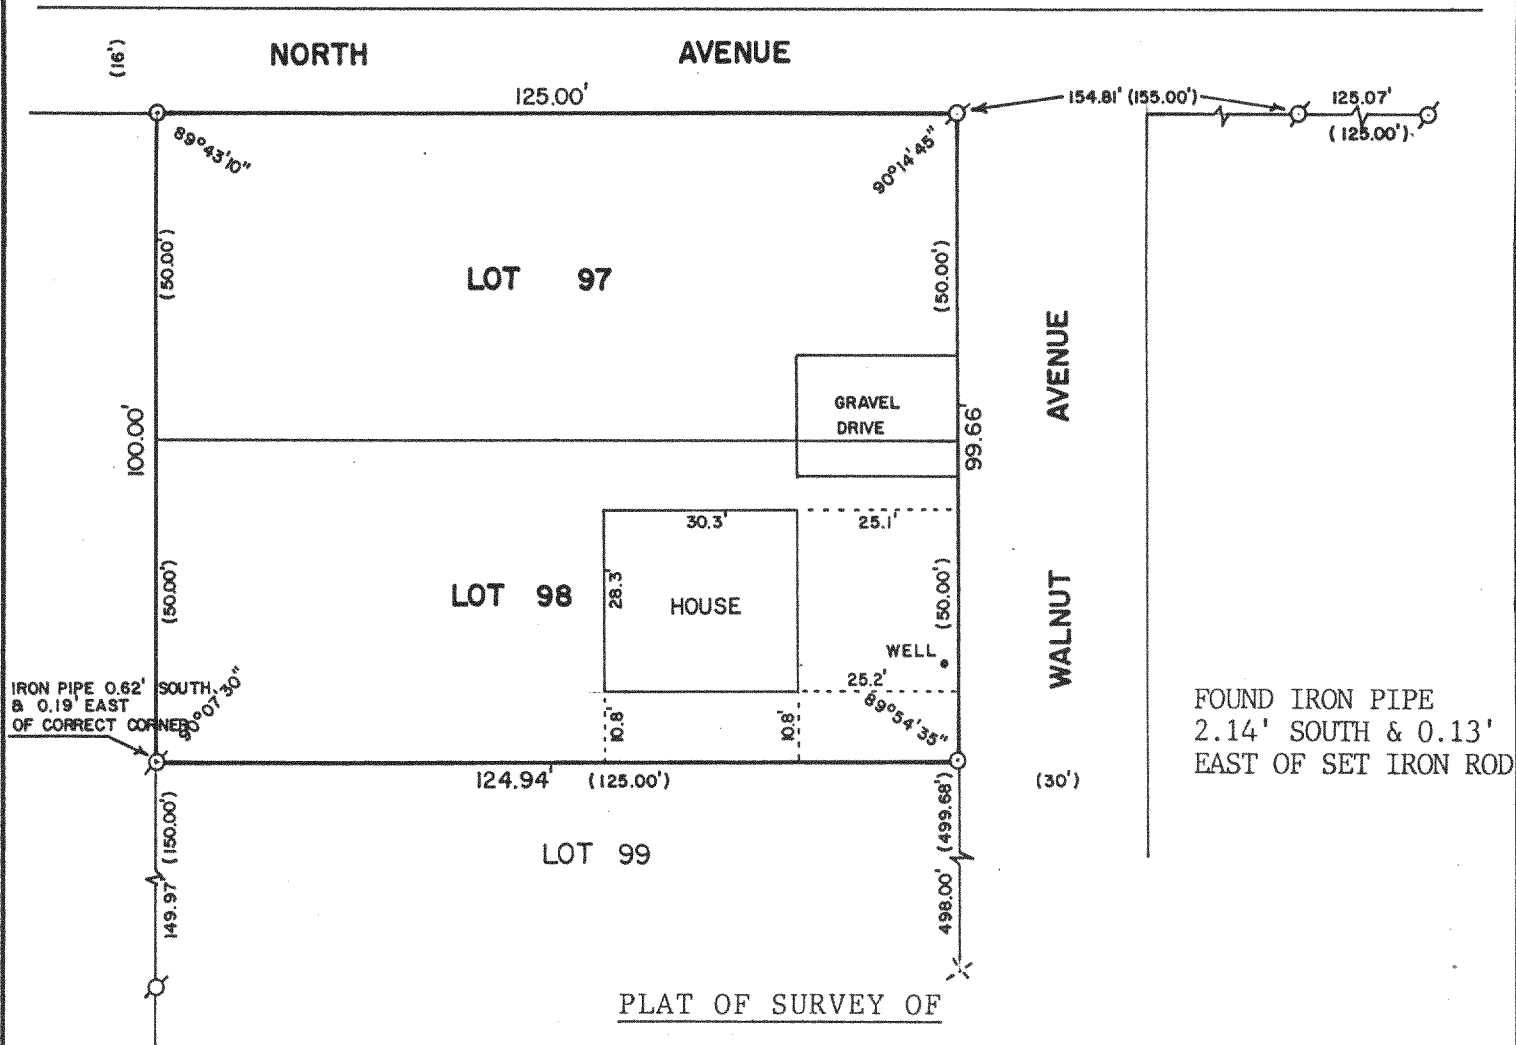 (16')
NORTH AVENUE
125.00'
154.81' (155.00')
125.07'
(125.00')
89°43'10"
90°14'45"
(50.00')
(50.00')
LOT 97
AVENUE
GRAVEL
DRIVE
100.00'
99.66'
30.3'
25.1'
(50.00')
28.3'
LOT 98
HOUSE
(50.00')
WALNUT
WELL
25.2'
IRON PIPE 0.62' SOUTH,
& 0.19' EAST
OF CORRECT CORNER
90°07'30"
10.8'
10.8'
89°54'35"
FOUND IRON PIPE
2.14' SOUTH & 0.13'
EAST OF SET IRON ROD
124.94' (125.00')
(30')
149.97' (150.00')
LOT 99
498.00' (499.68')
PLAT OF SURVEY OF